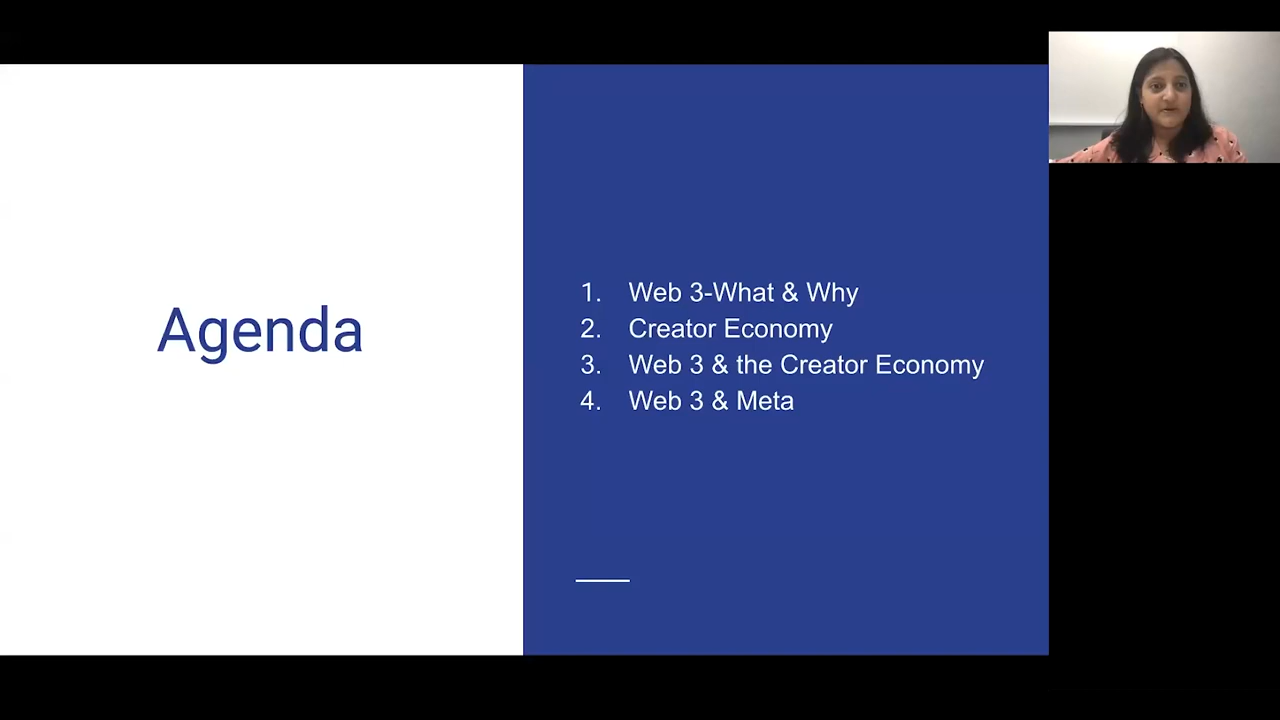 Agenda
1. Web 3-What & Why
2. Creator Economy
3. Web 3 & the Creator Economy
4. Web 3 & Meta